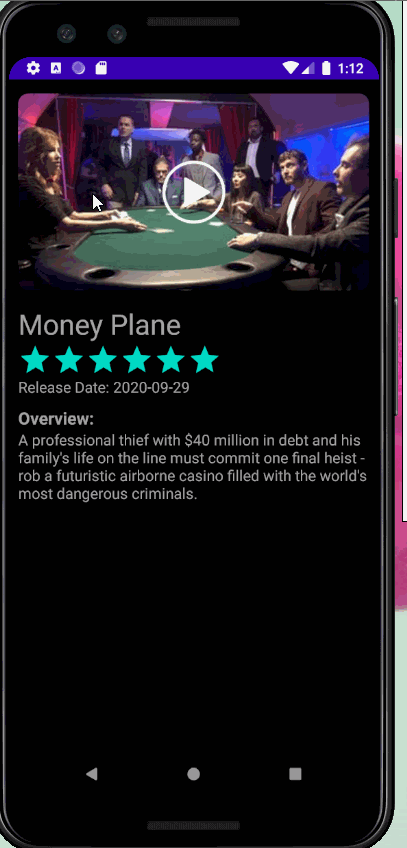 1:12
Money Plane
Release Date: 2020-09-29
Overview:
A professional thief with $40 million in debt and his
family's life on the line must commit one final heist -
rob a futuristic airborne casino filled with the world's
most dangerous criminals.